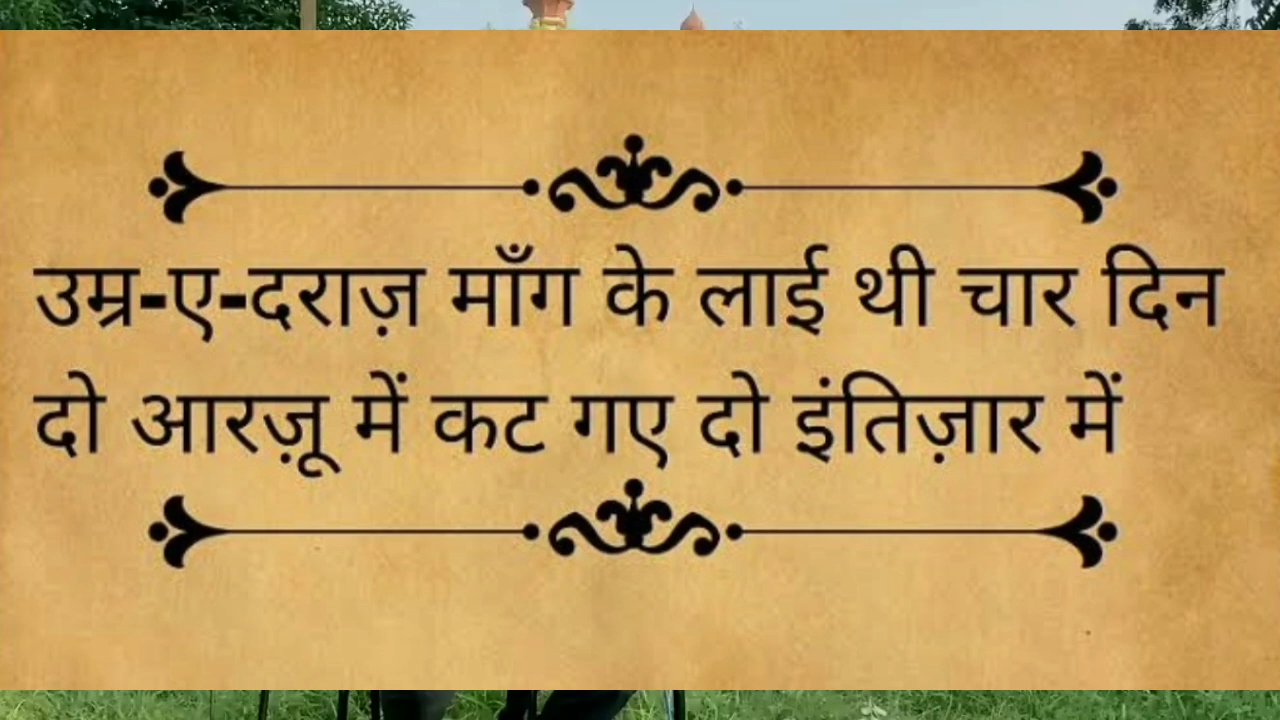 उम्र-ए-दराज़ माँग के लाई थी चार दिन
दो आरज़ू में कट गए दो इंतिज़ार में